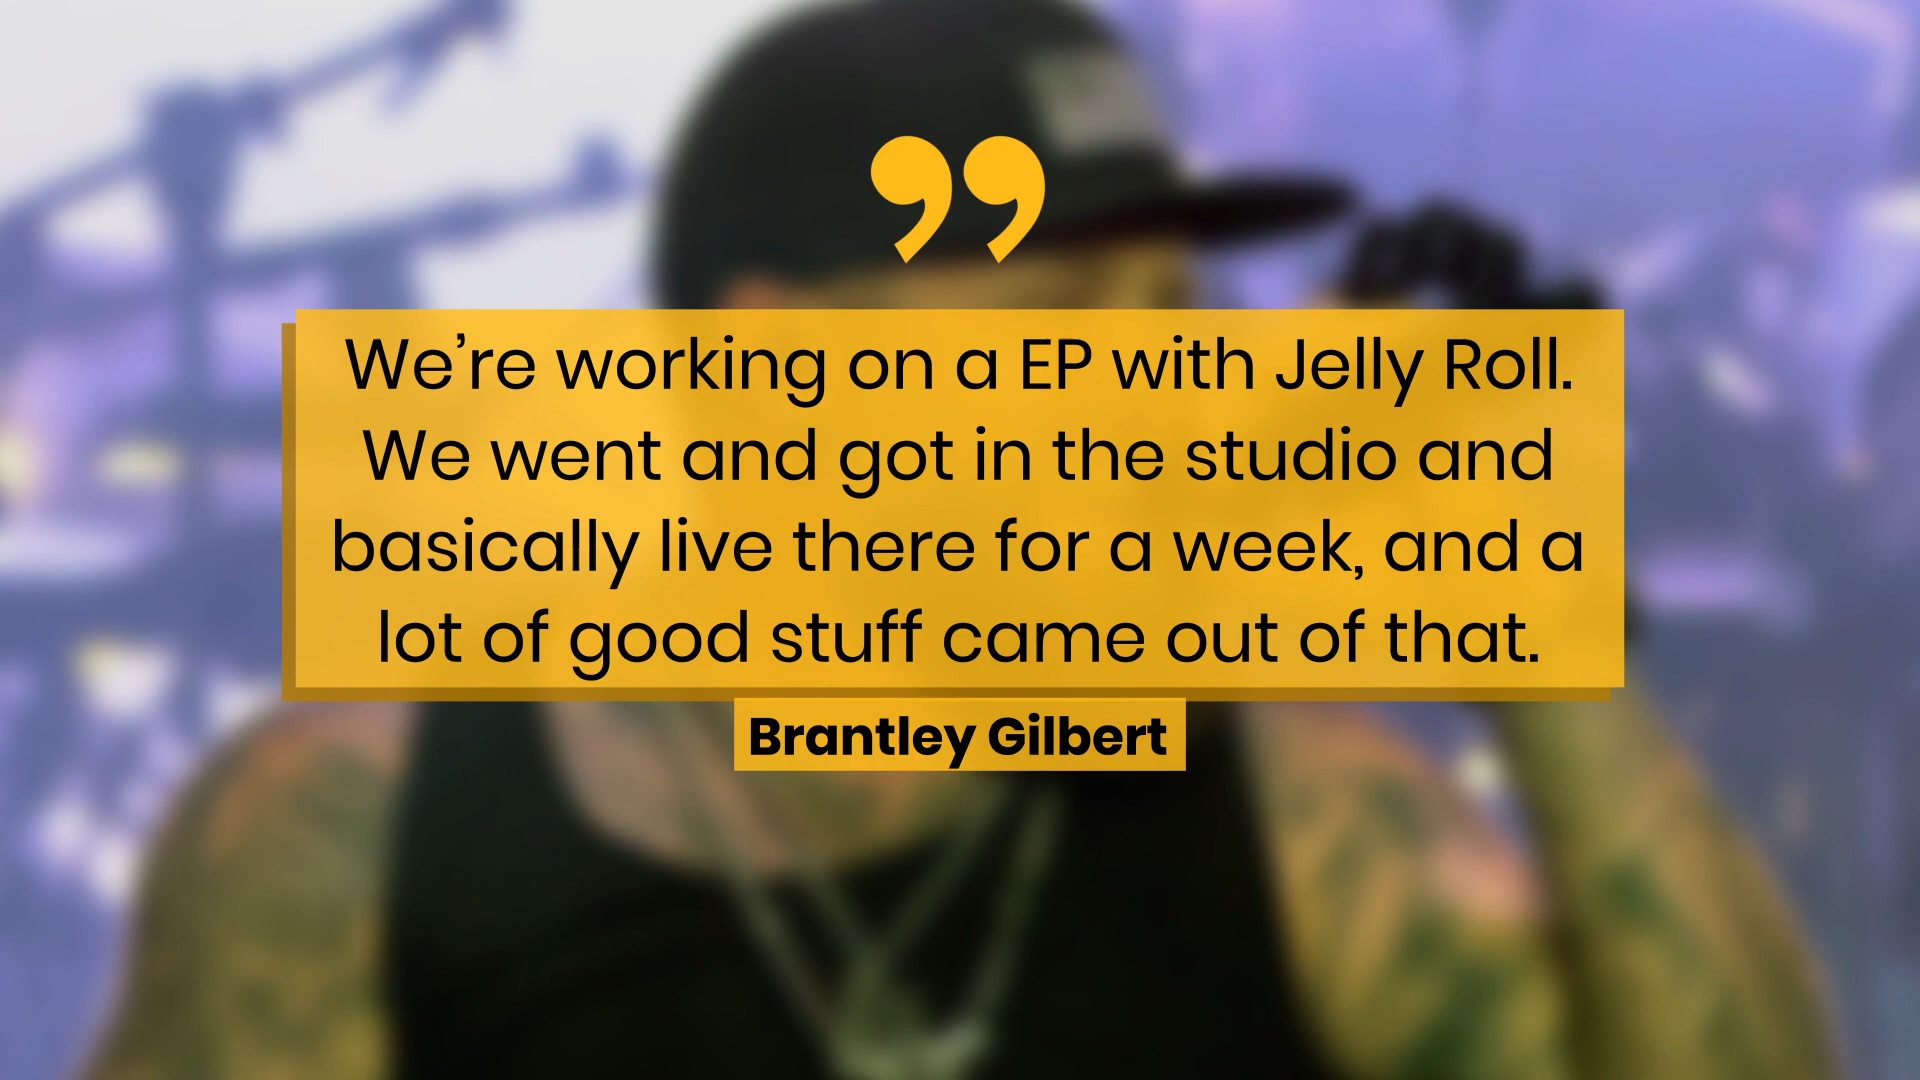 ”
We’re working on a EP with Jelly Roll.
We went and got in the studio and
basically live there for a week, and a
lot of good stuff came out of that.
Brantley Gilbert